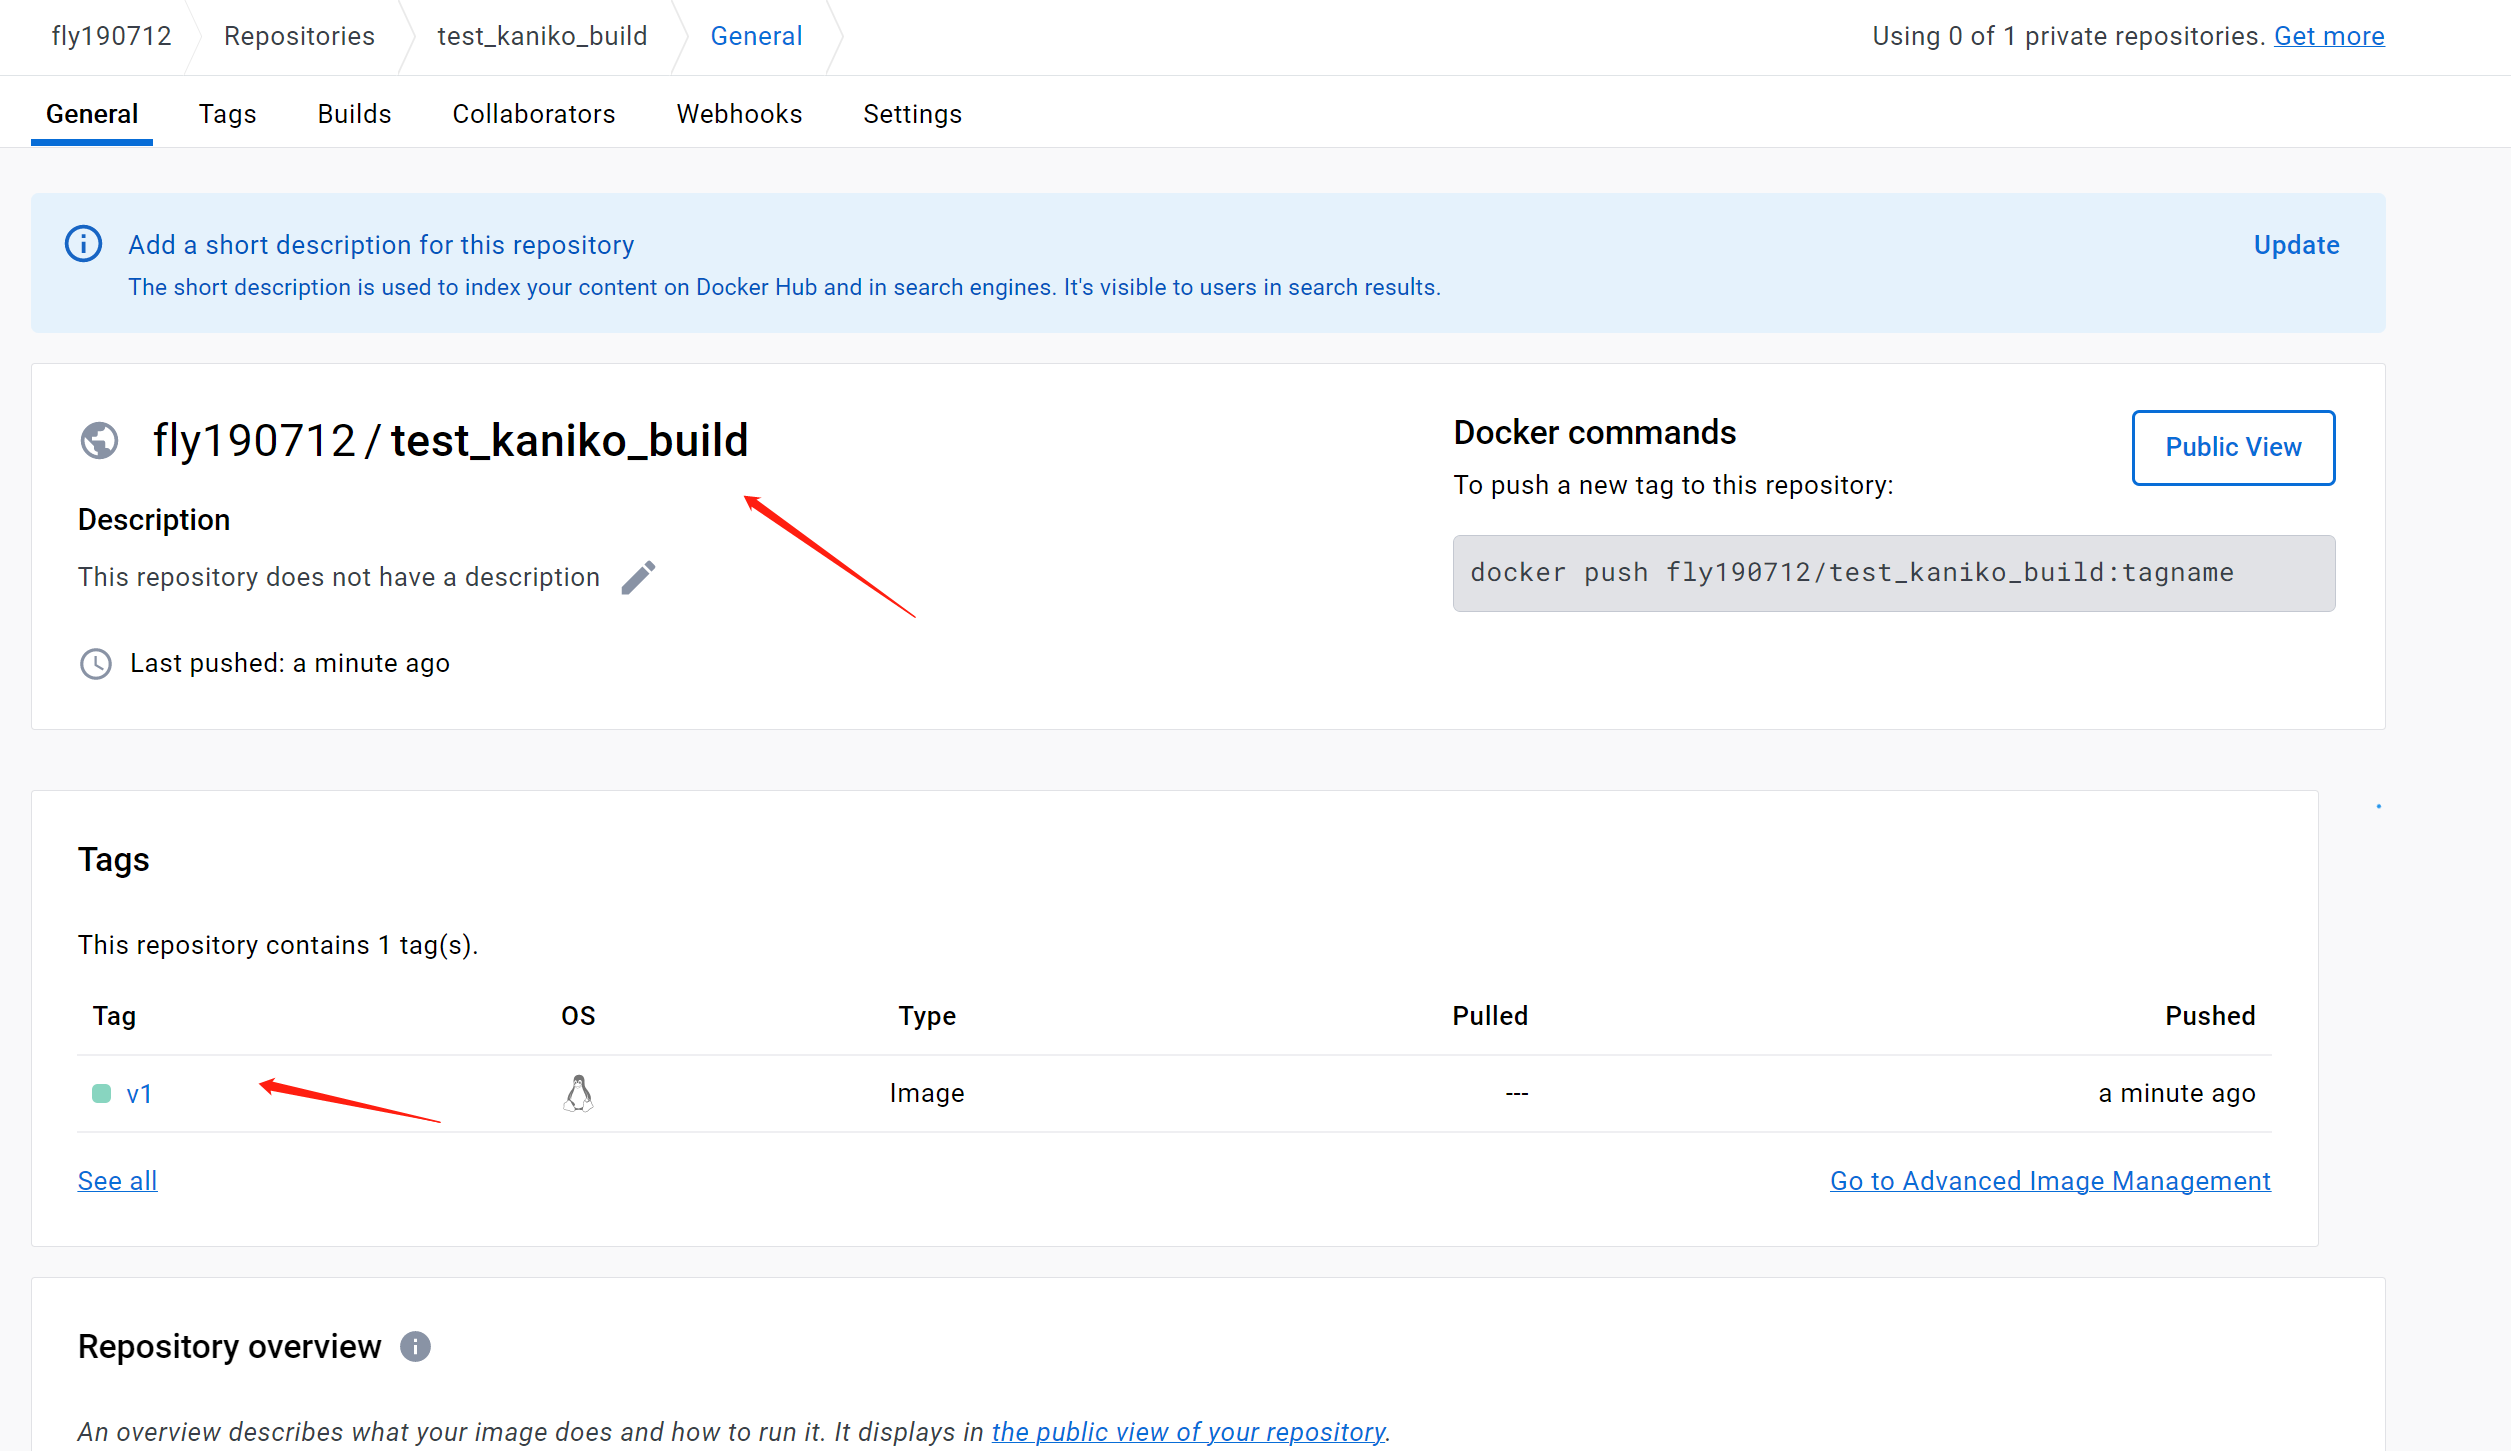 fly190712 Repositories test_kaniko_build General Using 0 of 1 private repositories. Get more
General Tags Builds Collaborators Webhooks Settings
Add a short description for this repository Update
The short description is used to index your content on Docker Hub and in search engines. It's visible to users in search results.
fly190712 / test_kaniko_build
Description
This repository does not have a description
Last pushed: a minute ago
Docker commands
Public View
To push a new tag to this repository:
docker push fly190712/test_kaniko_build:tagname
Tags
This repository contains 1 tag(s).
Tag OS Type Pulled Pushed
v1 Image --- a minute ago
See all Go to Advanced Image Management
Repository overview
An overview describes what your image does and how to run it. It displays in the public view of your repository.